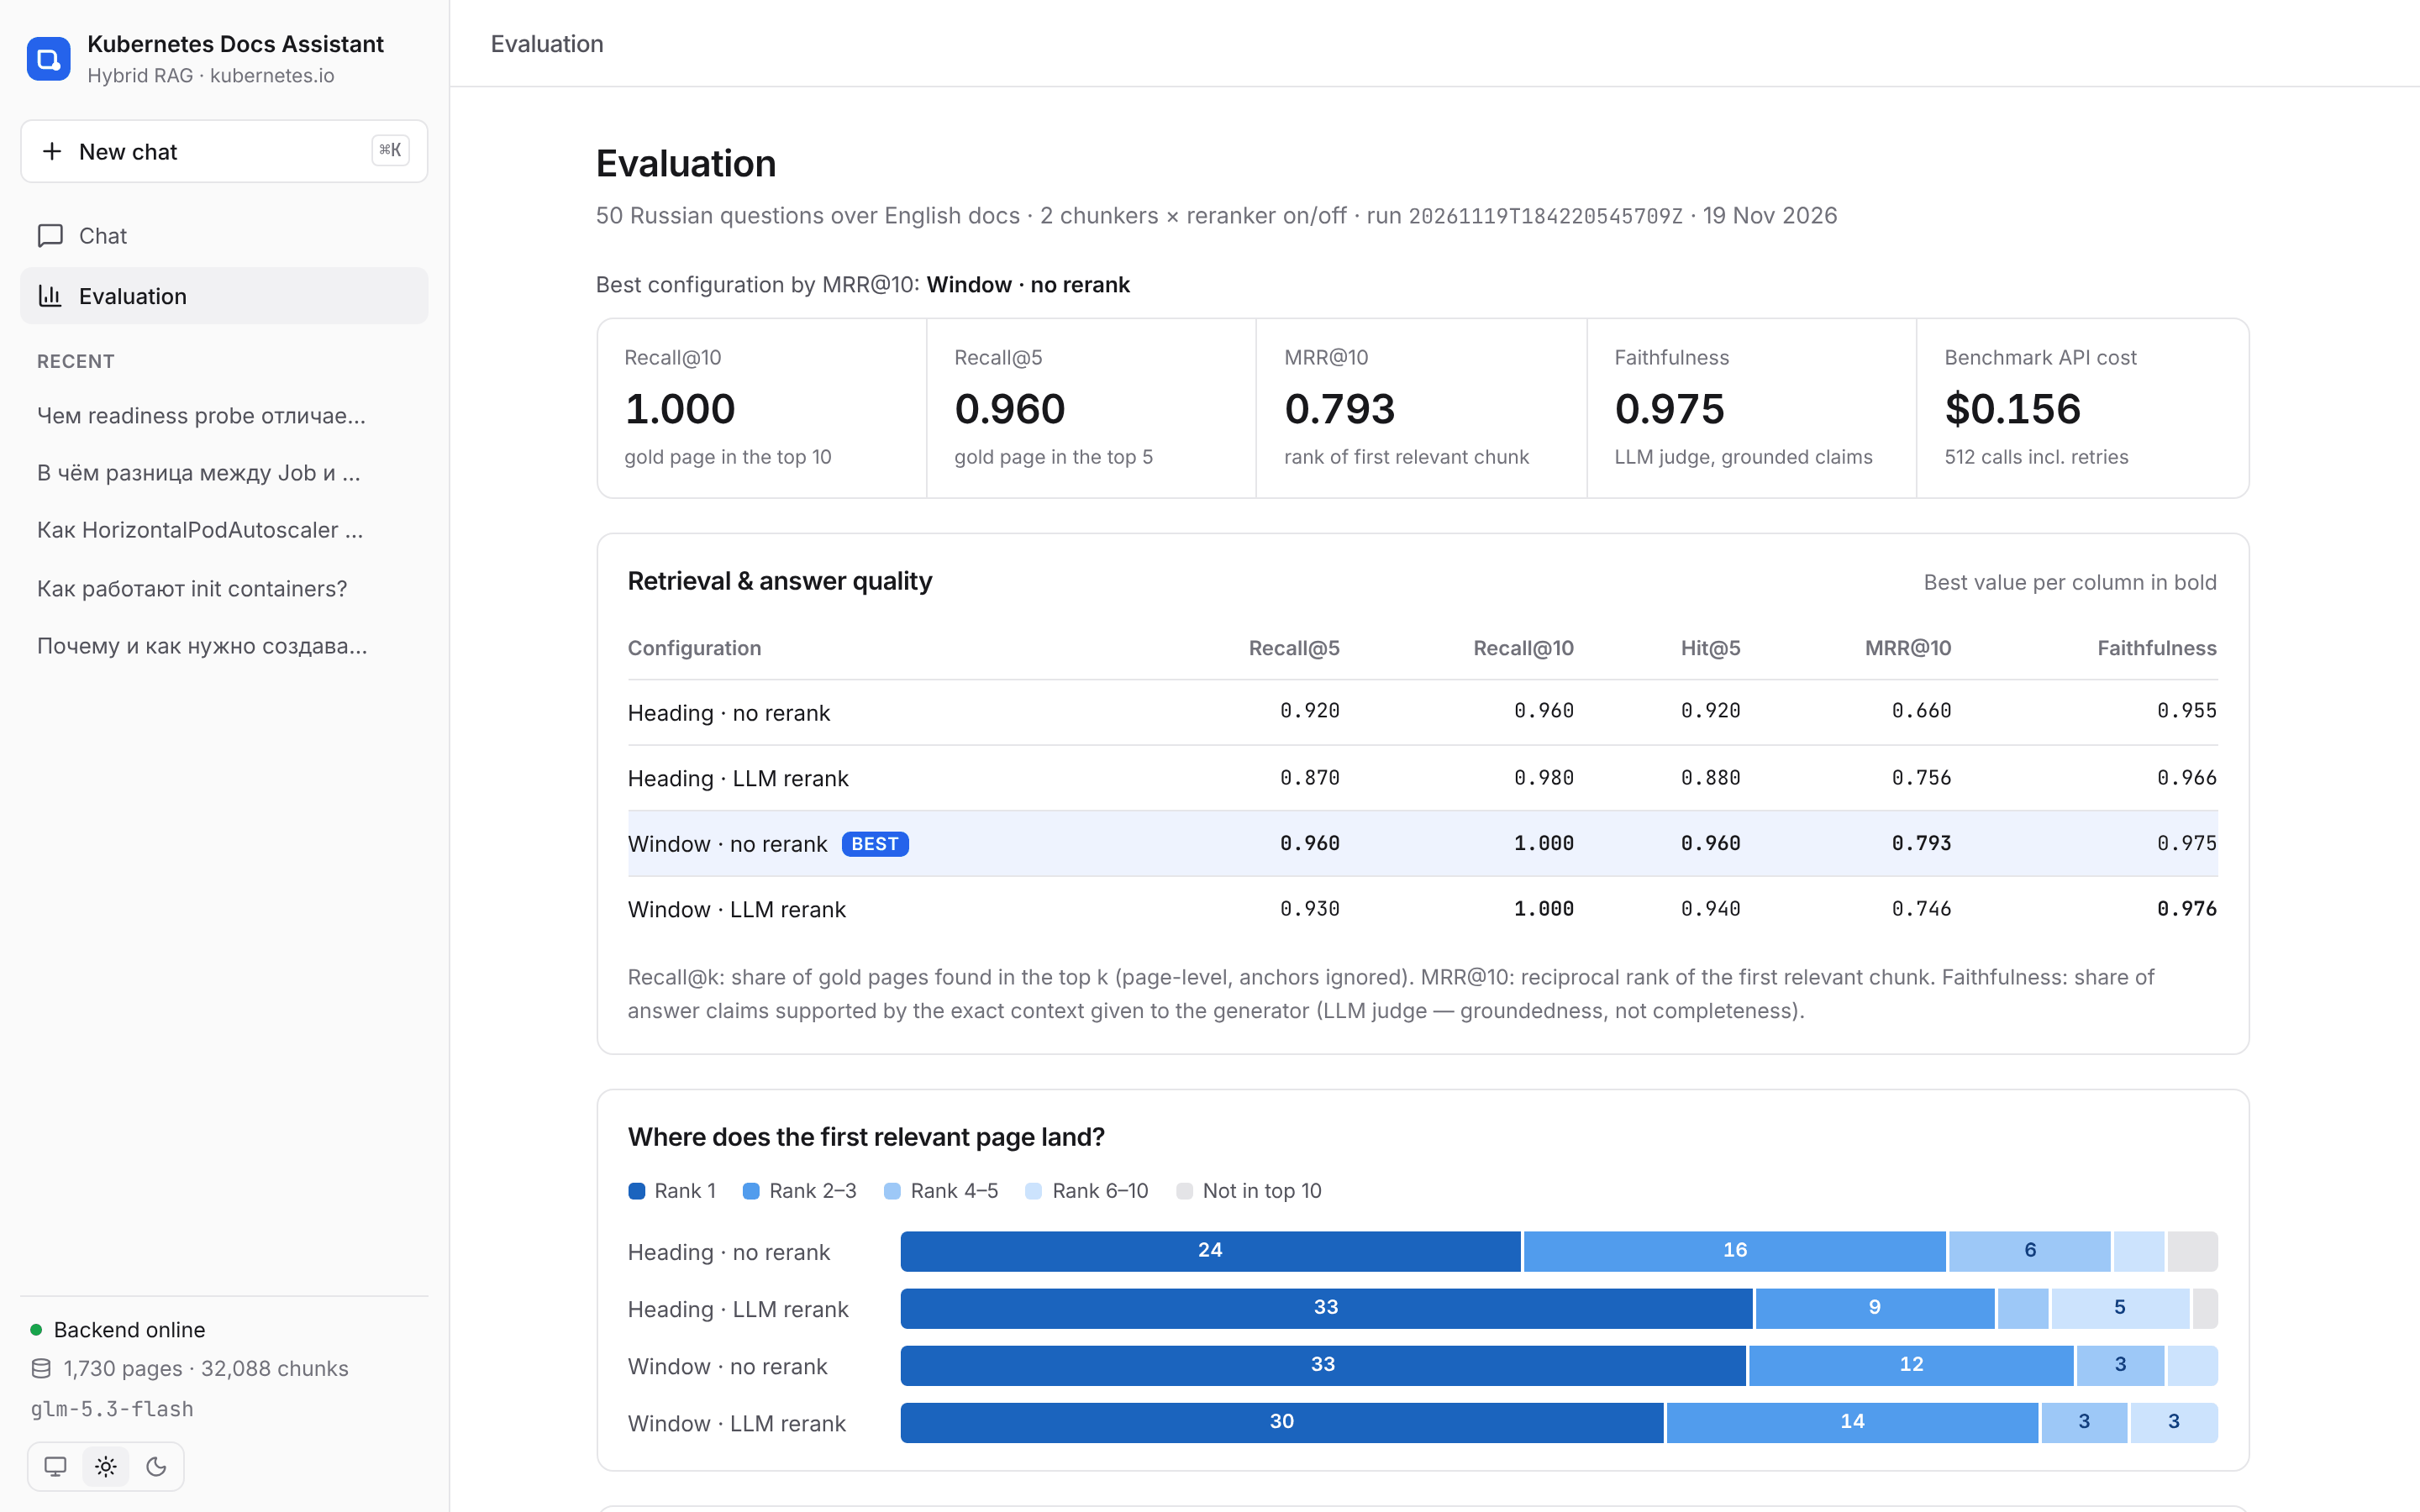 Kubernetes Docs Assistant
Hybrid RAG · kubernetes.io
New chat
⌘K
Chat
Evaluation
RECENT
Чем readiness probe отличае...
В чём разница между Job и ...
Как HorizontalPodAutoscaler ...
Как работают init containers?
Почему и как нужно создава...
Backend online
1,730 pages · 32,088 chunks
glm-5.3-flash
Evaluation
Evaluation
50 Russian questions over English docs · 2 chunkers × reranker on/off · run 20261119T184220545709Z · 19 Nov 2026
Best configuration by MRR@10: Window · no rerank
Recall@10
1.000
gold page in the top 10
Recall@5
0.960
gold page in the top 5
MRR@10
0.793
rank of first relevant chunk
Faithfulness
0.975
LLM judge, grounded claims
Benchmark API cost
$0.156
512 calls incl. retries
Retrieval & answer quality
Best value per column in bold
Configuration Recall@5 Recall@10 Hit@5 MRR@10 Faithfulness
Heading · no rerank 0.920 0.960 0.920 0.660 0.955
Heading · LLM rerank 0.870 0.980 0.880 0.756 0.966
Window · no rerank BEST 0.960 1.000 0.960 0.793 0.975
Window · LLM rerank 0.930 1.000 0.940 0.746 0.976
Recall@k: share of gold pages found in the top k (page-level, anchors ignored). MRR@10: reciprocal rank of the first relevant chunk. Faithfulness: share of
answer claims supported by the exact context given to the generator (LLM judge — groundedness, not completeness).
Where does the first relevant page land?
Rank 1 Rank 2–3 Rank 4–5 Rank 6–10 Not in top 10
Heading · no rerank 24 16 6
Heading · LLM rerank 33 9 5
Window · no rerank 33 12 3
Window · LLM rerank 30 14 3 3